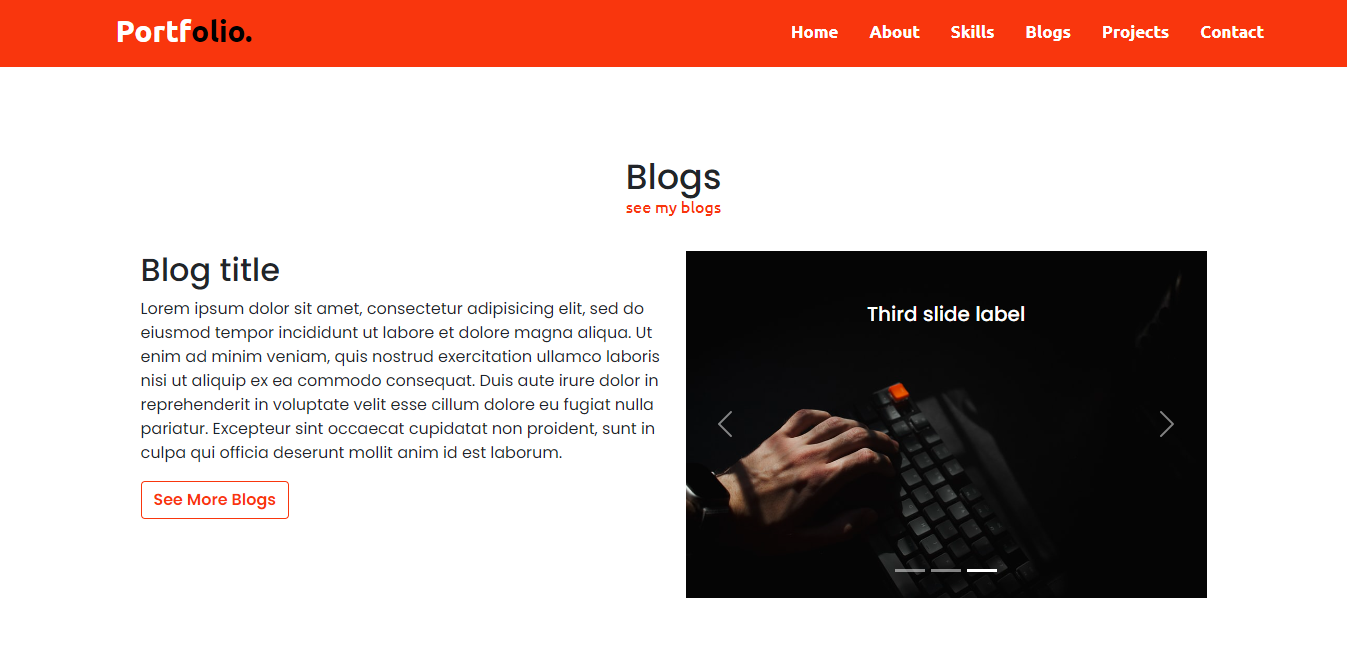 Portfolio.
Home About Skills Blogs Projects Contact
Blogs
see my blogs
Blog title
Lorem ipsum dolor sit amet, consectetur adipisicing elit, sed do
eiusmod tempor incididunt ut labore et dolore magna aliqua. Ut
enim ad minim veniam, quis nostrud exercitation ullamco laboris
nisi ut aliquip ex ea commodo consequat. Duis aute irure dolor in
reprehenderit in voluptate velit esse cillum dolore eu fugiat nulla
pariatur. Excepteur sint occaecat cupidatat non proident, sunt in
culpa qui officia deserunt mollit anim id est laborum.
See More Blogs
Third slide label